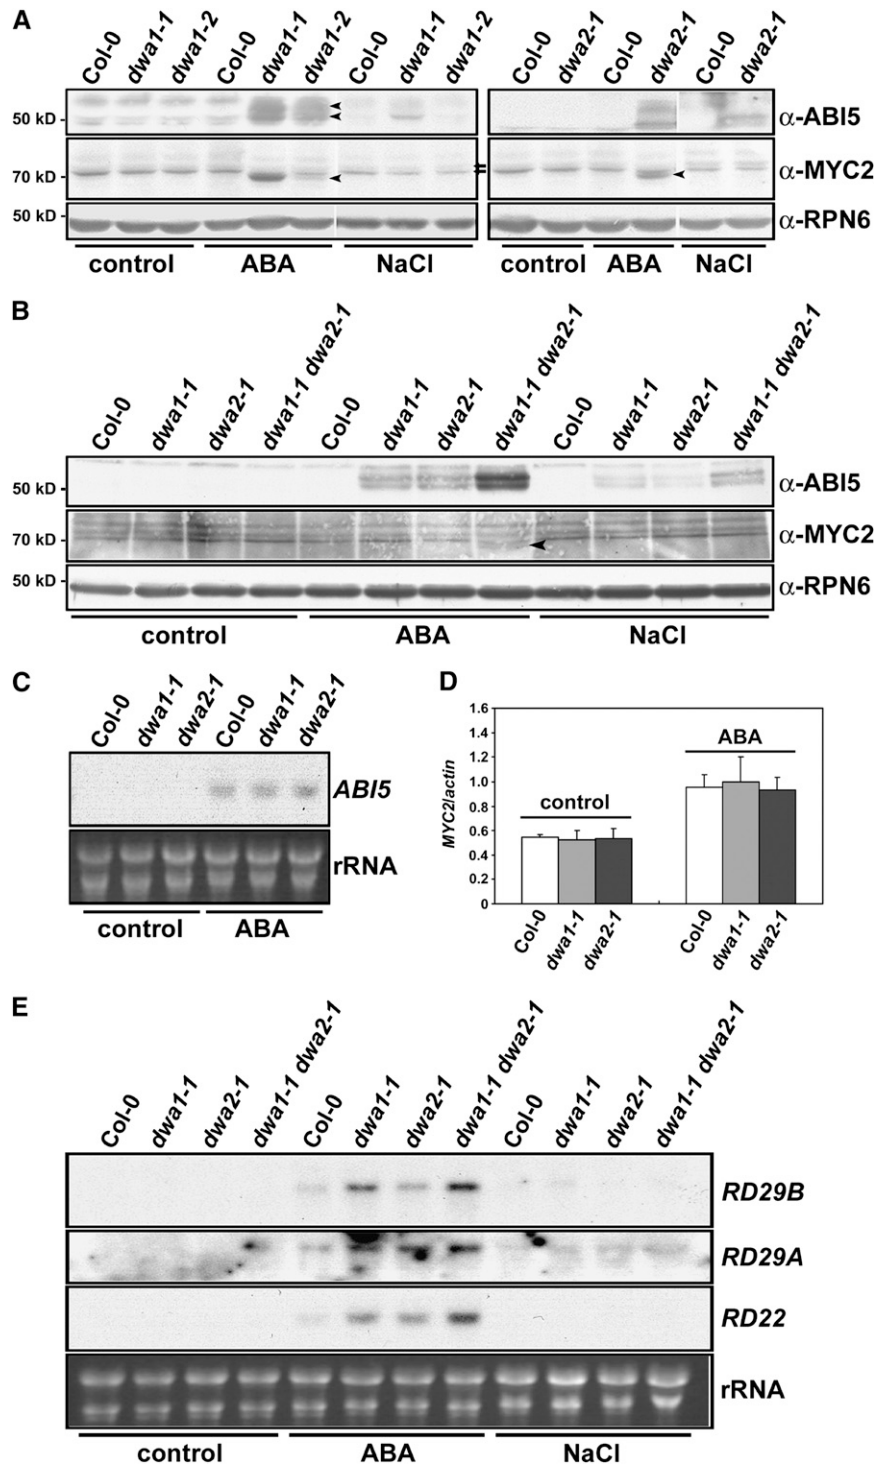 A
Col-0 dwa1-1 dwa1-2 Col-0 dwa1-1 dwa1-2 Col-0 dwa1-1 dwa1-2 Col-0 dwa2-1 Col-0 dwa2-1 Col-0 dwa2-1
50 kD
α-ABI5
70 kD
α-MYC2
50 kD
α-RPN6
control ABA NaCl control ABA NaCl
B
Col-0 dwa1-1 dwa2-1 dwa1-1 dwa2-1 Col-0 dwa1-1 dwa2-1 dwa1-1 dwa2-1 Col-0 dwa1-1 dwa2-1 dwa1-1 dwa2-1
50 kD
α-ABI5
70 kD
α-MYC2
50 kD
α-RPN6
control ABA NaCl
C
Col-0 dwa1-1 dwa2-1 Col-0 dwa1-1 dwa2-1
ABI5
rRNA
control ABA
D
MYC2/actin
1.6
1.4
1.2
1.0
0.8
0.6
0.4
0.2
0
control
ABA
Col-0 dwa1-1 dwa2-1 Col-0 dwa1-1 dwa2-1
E
Col-0 dwa1-1 dwa2-1 dwa1-1 dwa2-1 Col-0 dwa1-1 dwa2-1 dwa1-1 dwa2-1 Col-0 dwa1-1 dwa2-1 dwa1-1 dwa2-1
RD29B
RD29A
RD22
rRNA
control ABA NaCl